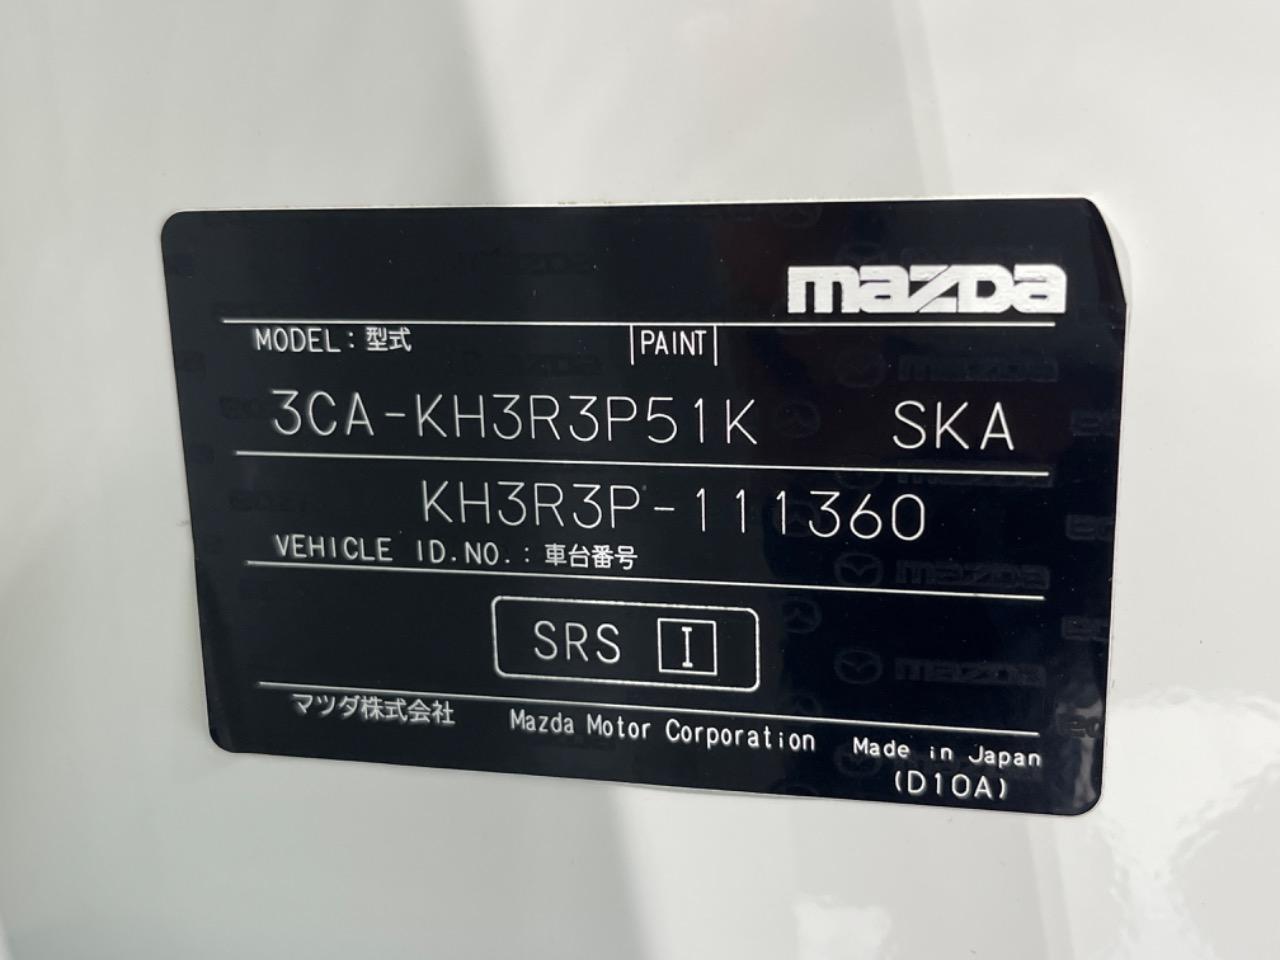 mazda
MODEL:型式 PAINT
3CA-KH3R3P51K SKA
KH3R3P-111360
VEHICLE ID.NO.:車台番号
SRS I
マツダ株式会社 Mazda Motor Corporation Made in Japan
(D10A)